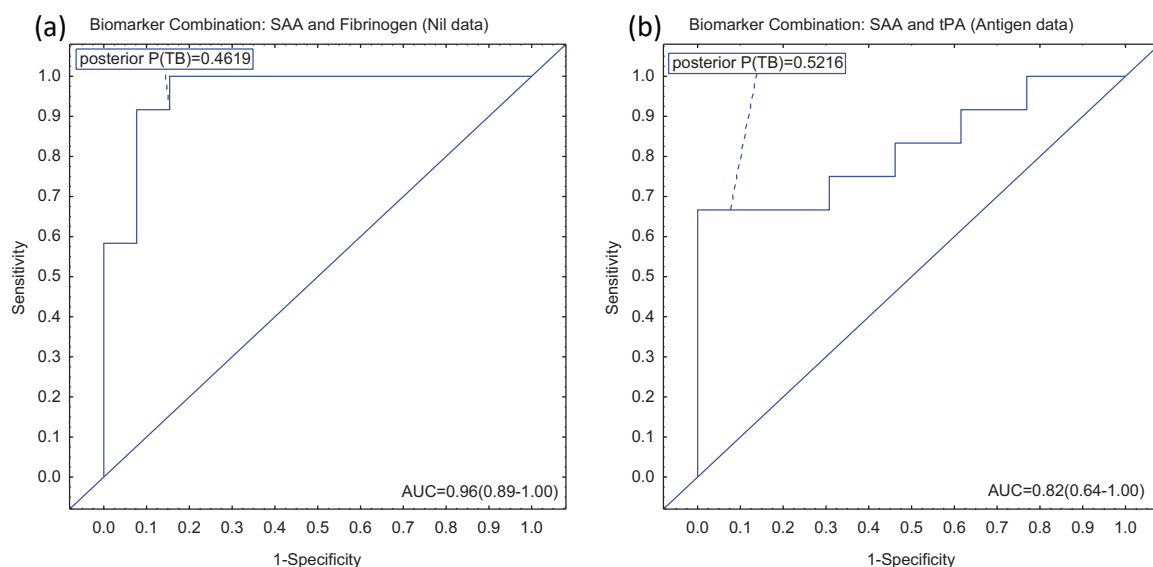 (a) Biomarker Combination: SAA and Fibrinogen (Nil data)
posterior P(TB)=0.4619
1.0
0.9
0.8
0.7
0.6
0.5
0.4
0.3
0.2
0.1
0.0
Sensitivity
AUC=0.96(0.89-1.00)
0.0 0.1 0.2 0.3 0.4 0.5 0.6 0.7 0.8 0.9 1.0
1-Specificity
(b) Biomarker Combination: SAA and tPA (Antigen data)
posterior P(TB)=0.5216
1.0
0.9
0.8
0.7
0.6
0.5
0.4
0.3
0.2
0.1
0.0
Sensitivity
AUC=0.82(0.64-1.00)
0.0 0.1 0.2 0.3 0.4 0.5 0.6 0.7 0.8 0.9 1.0
1-Specificity